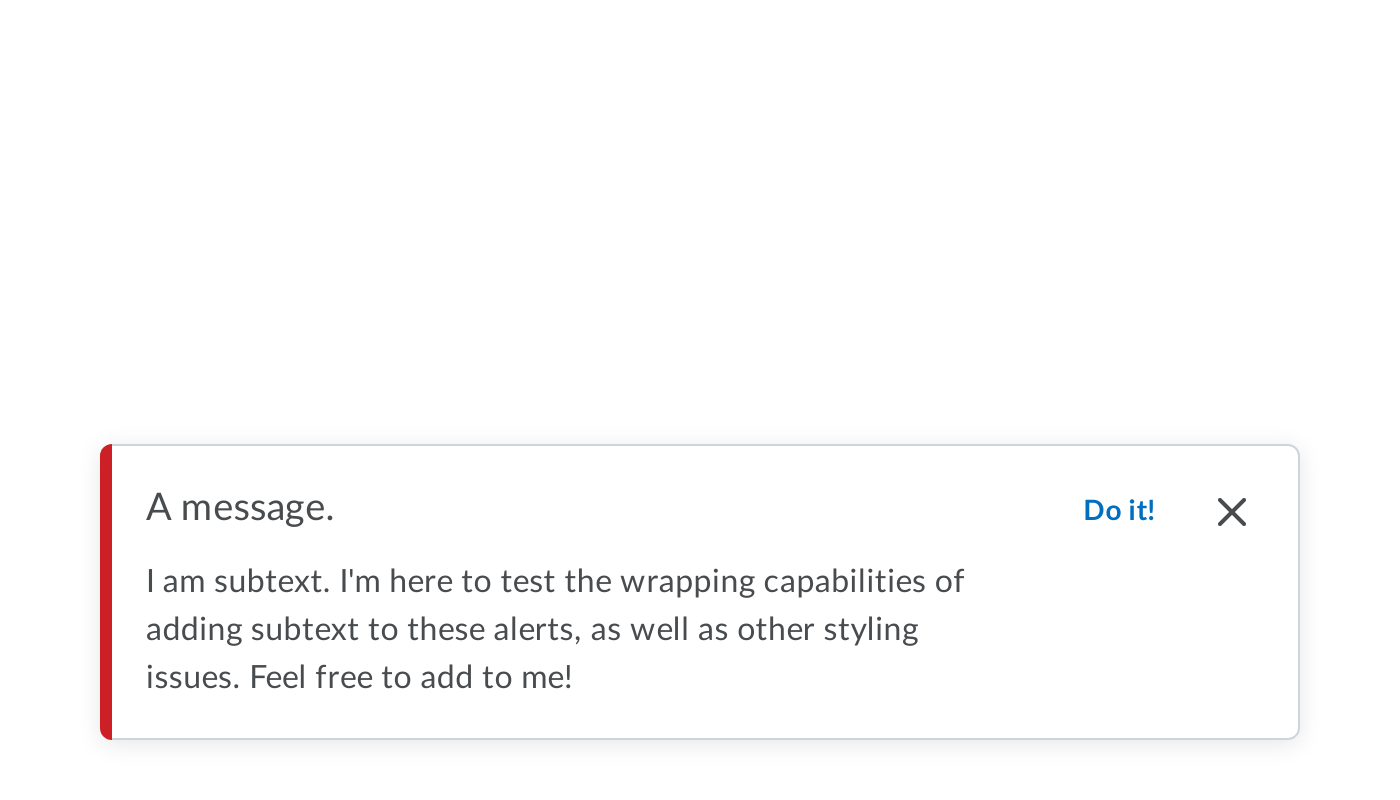 A message.
Do it!
I am subtext. I'm here to test the wrapping capabilities of
adding subtext to these alerts, as well as other styling
issues. Feel free to add to me!